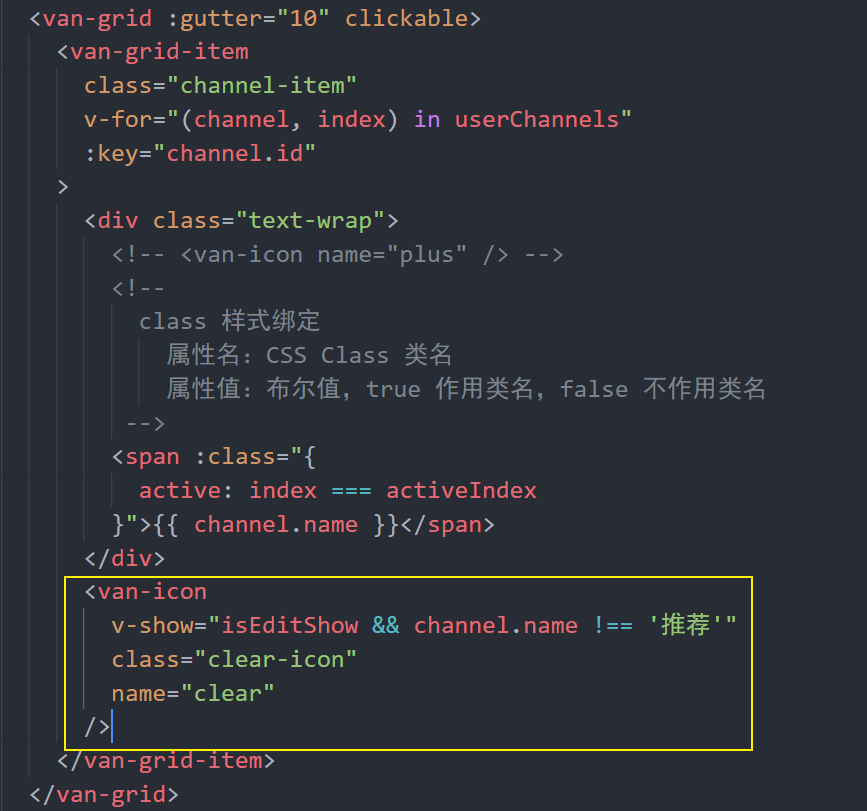 <van-grid :gutter="10" clickable>
<van-grid-item
class="channel-item"
v-for="(channel, index) in userChannels"
:key="channel.id"
>
<div class="text-wrap">
<!-- <van-icon name="plus" /> -->
<!--
class 样式绑定
属性名：CSS Class 类名
属性值：布尔值，true 作用类名，false 不作用类名
-->
<span :class="{
active: index === activeIndex
}">{{ channel.name }}</span>
</div>
<van-icon
v-show="isEditShow && channel.name !== '推荐'"
class="clear-icon"
name="clear"
/>
</van-grid-item>
</van-grid>